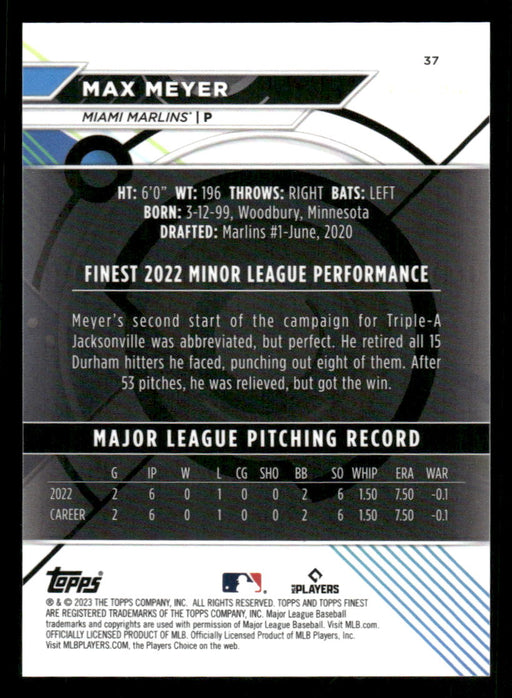 37
MAX MEYER
MIAMI MARLINS® | P
HT: 6'0" WT: 196 THROWS: RIGHT BATS: LEFT
BORN: 3-12-99, Woodbury, Minnesota
DRAFTED: Marlins #1-June, 2020
FINEST 2022 MINOR LEAGUE PERFORMANCE
Meyer's second start of the campaign for Triple-A
Jacksonville was abbreviated, but perfect. He retired all 15
Durham hitters he faced, punching out eight of them. After
53 pitches, he was relieved, but got the win.
MAJOR LEAGUE PITCHING RECORD
G IP W L CG SHO BB SO WHIP ERA WAR
2022 2 6 0 1 0 0 2 6 1.50 7.50 -0.1
CAREER 2 6 0 1 0 0 2 6 1.50 7.50 -0.1
Topps
MLB PLAYERS
® & © 2023 THE TOPPS COMPANY, INC. ALL RIGHTS RESERVED. TOPPS AND TOPPS FINEST
ARE REGISTERED TRADEMARKS OF THE TOPPS COMPANY, INC. Major League Baseball
trademarks and copyrights are used with permission of Major League Baseball. Visit MLB.com.
OFFICIALLY LICENSED PRODUCT OF MLB. Officially Licensed Product of MLB Players, Inc.
Visit MLBPLAYERS.com, the Players Choice on the web.